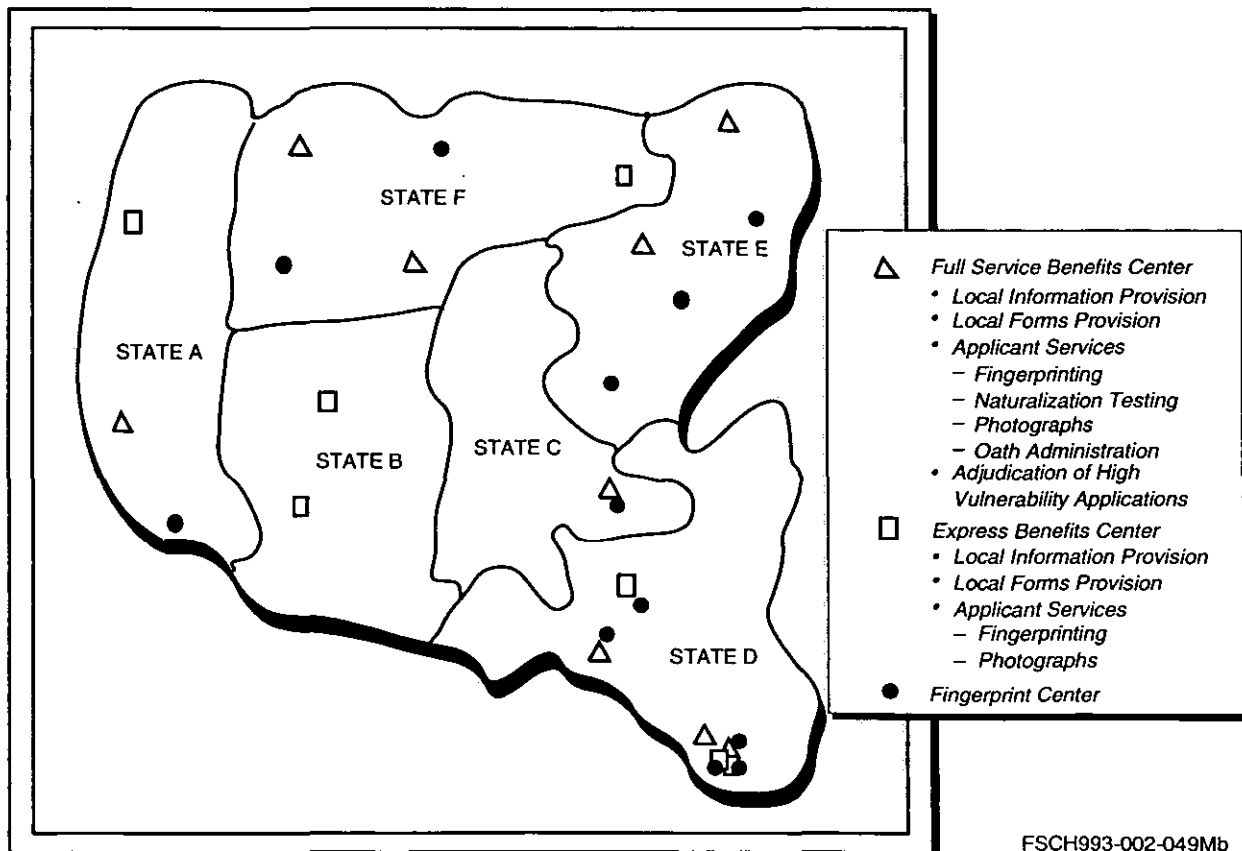 STATE F
STATE E
STATE A
STATE B
STATE C
STATE D
Full Service Benefits Center
• Local Information Provision
• Local Forms Provision
• Applicant Services
– Fingerprinting
– Naturalization Testing
– Photographs
– Oath Administration
• Adjudication of High
Vulnerability Applications
Express Benefits Center
• Local Information Provision
• Local Forms Provision
• Applicant Services
– Fingerprinting
– Photographs
Fingerprint Center
FSCH993-002-049Mb